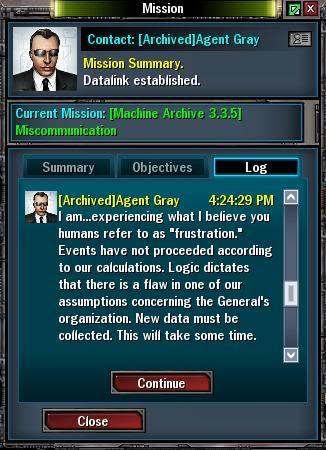 Mission
Contact: [Archived]Agent Gray
Mission Summary.
Datalink established.
Current Mission: [Machine Archive 3.3.5]
Miscommunication
Summary
Objectives
Log
[Archived]Agent Gray 4:24:29 PM
I am...experiencing what I believe you
humans refer to as "frustration."
Events have not proceeded according
to our calculations. Logic dictates
that there is a flaw in one of our
assumptions concerning the General's
organization. New data must be
collected. This will take some time.
Continue
Close